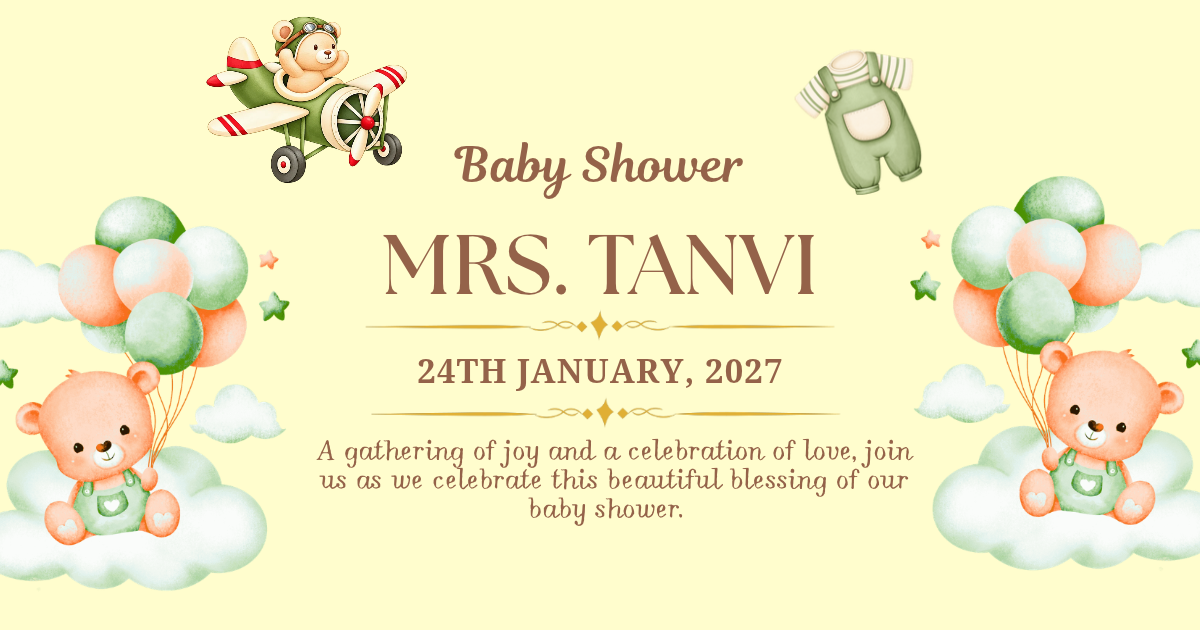 Baby Shower
MRS. TANVI
24TH JANUARY, 2027
A gathering of joy and a celebration of love, join
us as we celebrate this beautiful blessing of our
baby shower.